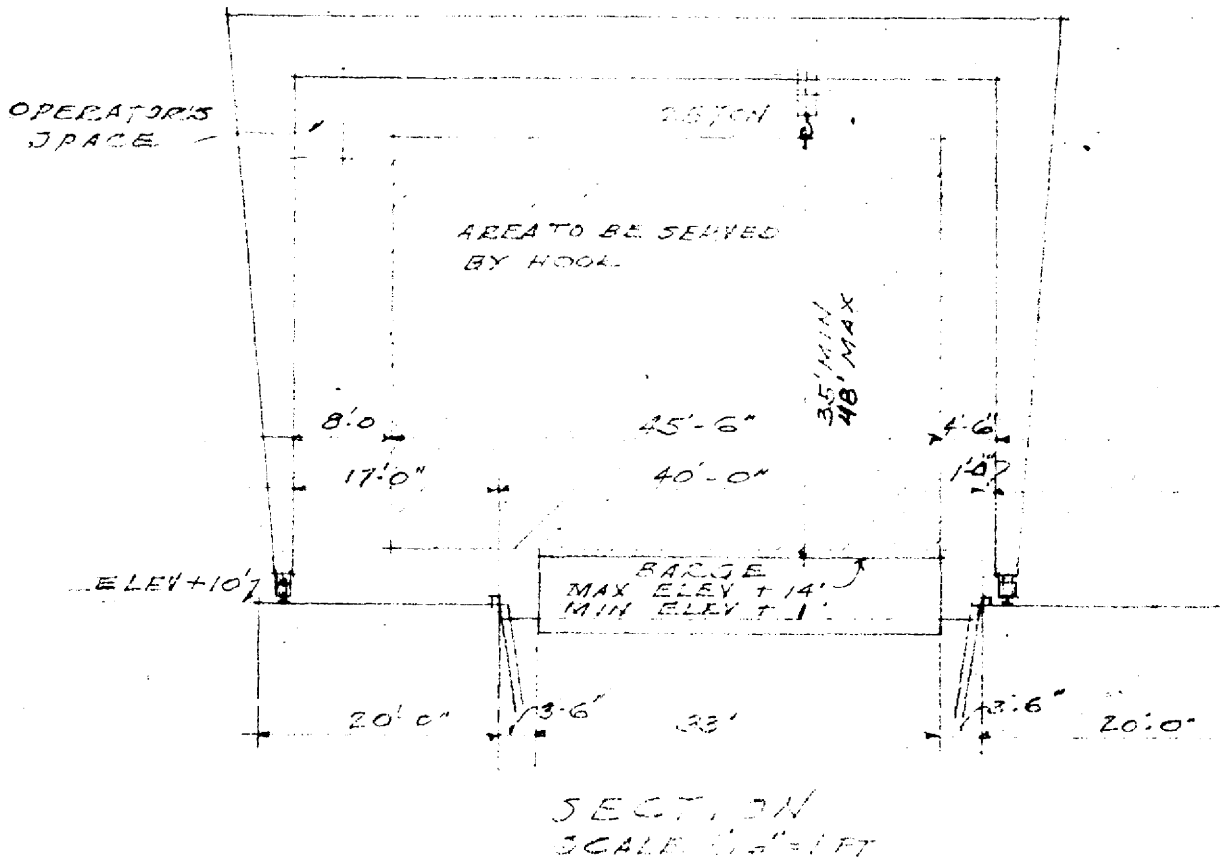 OPERATOR'S
SPACE
25 TON
AREA TO BE SERVED
BY HOOK
35' MIN
48' MAX
8'-0
45'-6"
4'-6"
17'-0"
40'-0"
1'-0"
ELEV +10'
BARGE
MAX ELEV + 14'
MIN ELEV + 1'
20'-0"
3'-6"
33'
3'-6"
20'-0"
SECTION
SCALE = 1 FT